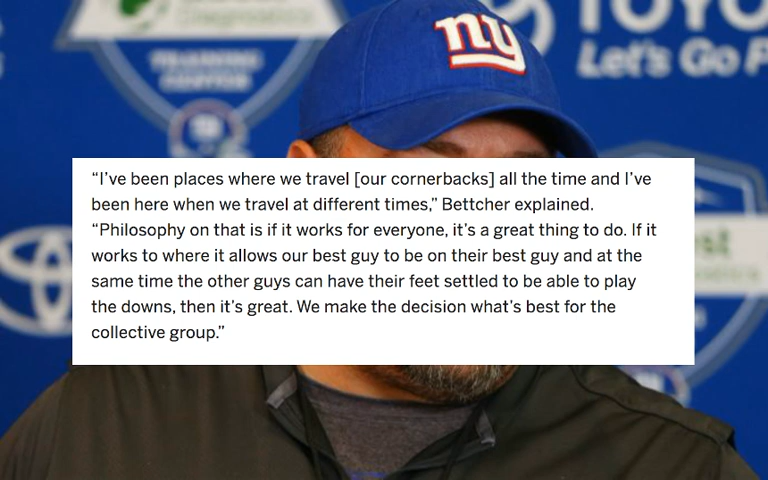 Diagnostics
TRAINING
CENTER
ny
TOYO
Let's Go P
"I've been places where we travel [our cornerbacks] all the time and I've
been here when we travel at different times," Bettcher explained.
"Philosophy on that is if it works for everyone, it's a great thing to do. If it
works to where it allows our best guy to be on their best guy and at the
same time the other guys can have their feet settled to be able to play
the downs, then it's great. We make the decision what's best for the
collective group."